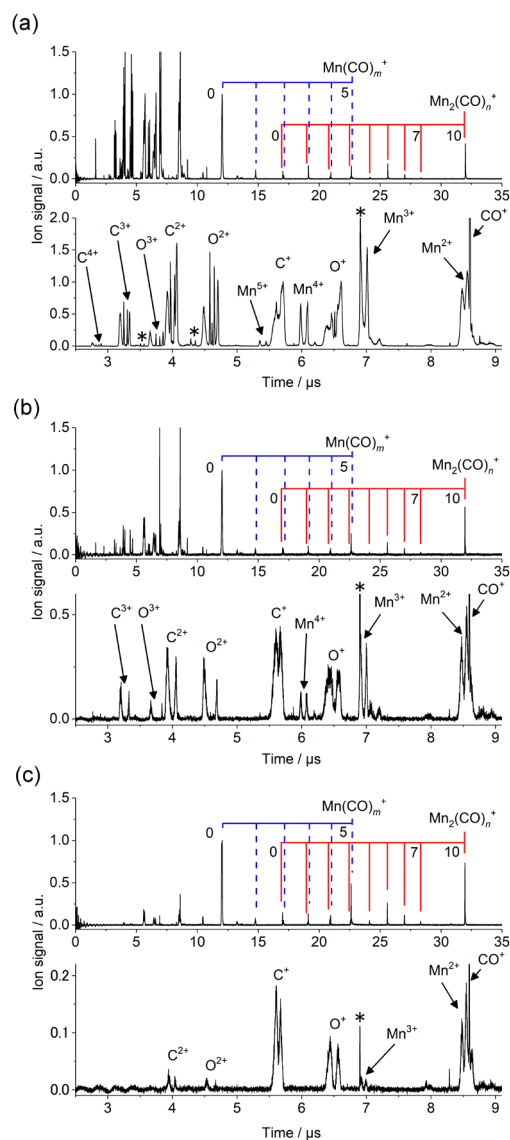 (a)
Mn(CO)m+
0
5
Mn2(CO)n+
0
7
10
1.5
1.0
0.5
0.0
0 5 15 20 25 30 35
C4+
C3+
O3+
C2+
O2+
Mn5+
C+
Mn4+
O+
Mn3+
Mn2+
CO+
*
*
*
2.0
1.5
1.0
0.5
0.0
3 4 5 6 7 8 9
Ion signal / a.u.
Time / µs
(b)
Mn(CO)m+
0
5
Mn2(CO)n+
0
7
10
1.5
1.0
0.5
0.0
0 5 15 20 25 30 35
C3+
O3+
C2+
O2+
C+
Mn4+
O+
*
Mn3+
Mn2+
CO+
0.5
0.0
3 4 5 6 7 8 9
Ion signal / a.u.
Time / µs
(c)
Mn(CO)m+
0
5
Mn2(CO)n+
0
7
10
1.5
1.0
0.5
0.0
0 5 15 20 25 30 35
C2+
O2+
C+
O+
*
Mn3+
Mn2+
CO+
0.2
0.1
0.0
3 4 5 6 7 8 9
Ion signal / a.u.
Time / µs